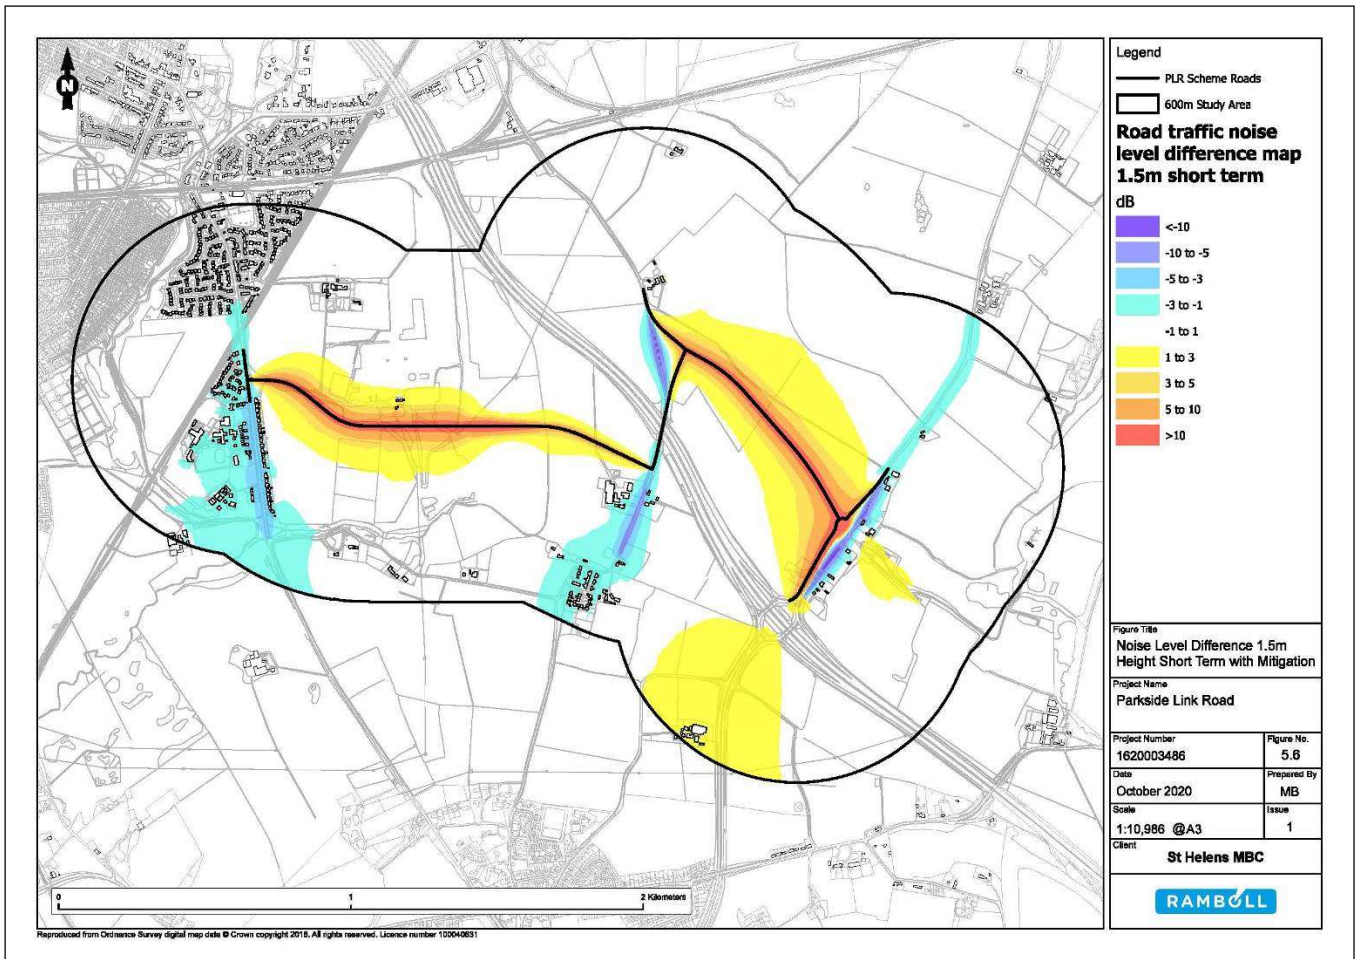 N
Legend
PLR Scheme Roads
600m Study Area
Road traffic noise
level difference map
1.5m short term
dB
<-10
-10 to -5
-5 to -3
-3 to -1
-1 to 1
1 to 3
3 to 5
5 to 10
>10
Figure Title
Noise Level Difference 1.5m
Height Short Term with Mitigation
Project Name
Parkside Link Road
Project Number
1620003486
Figure No.
5.6
Date
October 2020
Prepared By
MB
Scale
1:10,986 @A3
Issue
1
Client
St Helens MBC
RAMBOLL
0 1 2 Kilometers
Reproduced from Ordnance Survey digital map data © Crown copyright 2018. All rights reserved. Licence number 100040631